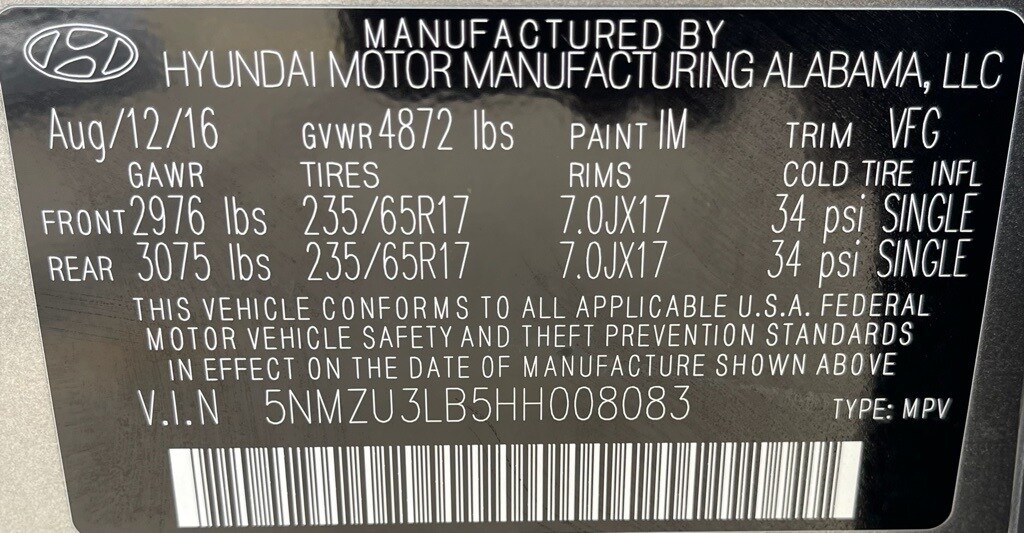 MANUFACTURED BY
HYUNDAI MOTOR MANUFACTURING ALABAMA, LLC
Aug/12/16 GVWR 4872 lbs PAINT IM TRIM VFG
GAWR TIRES RIMS COLD TIRE INFL
FRONT 2976 lbs 235/65R17 7.0JX17 34 psi SINGLE
REAR 3075 lbs 235/65R17 7.0JX17 34 psi SINGLE
THIS VEHICLE CONFORMS TO ALL APPLICABLE U.S.A. FEDERAL
MOTOR VEHICLE SAFETY AND THEFT PREVENTION STANDARDS
IN EFFECT ON THE DATE OF MANUFACTURE SHOWN ABOVE
V.I.N 5NMZU3LB5HH008083 TYPE: MPV